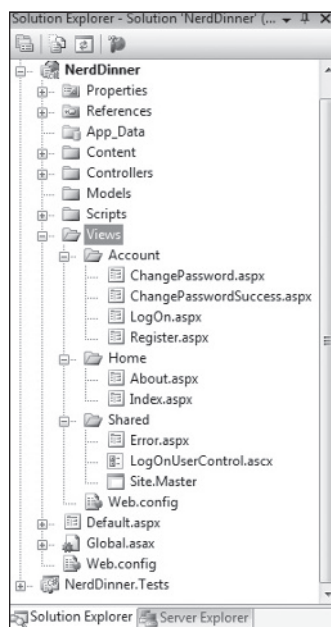 Solution Explorer - Solution 'NerdDinner' (...
NerdDinner
Properties
References
App_Data
Content
Controllers
Models
Scripts
Views
Account
ChangePassword.aspx
ChangePasswordSuccess.aspx
LogOn.aspx
Register.aspx
Home
About.aspx
Index.aspx
Shared
Error.aspx
LogOnUserControl.ascx
Site.Master
Web.config
Default.aspx
Global.asax
Web.config
NerdDinner.Tests
Solution Explorer Server Explorer